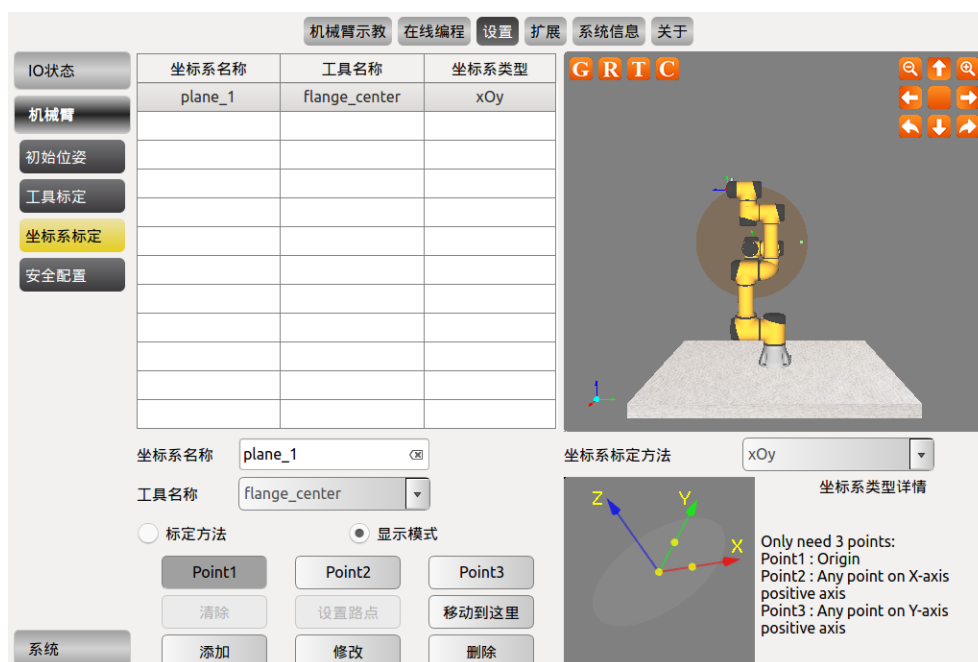 机械臂示教 在线编程 设置 扩展 系统信息 关于
IO状态
机械臂
初始位姿
工具标定
坐标系标定
安全配置
系统
坐标系名称 工具名称 坐标系类型
plane_1 flange_center xOy
G R T C
坐标系名称 plane_1
工具名称 flange_center
标定方法 显示模式
Point1 Point2 Point3
清除 设置路点 移动到这里
添加 修改 删除
坐标系标定方法 xOy
坐标系类型详情
Z Y X
Only need 3 points:
Point1 : Origin
Point2 : Any point on X-axis
positive axis
Point3 : Any point on Y-axis
positive axis